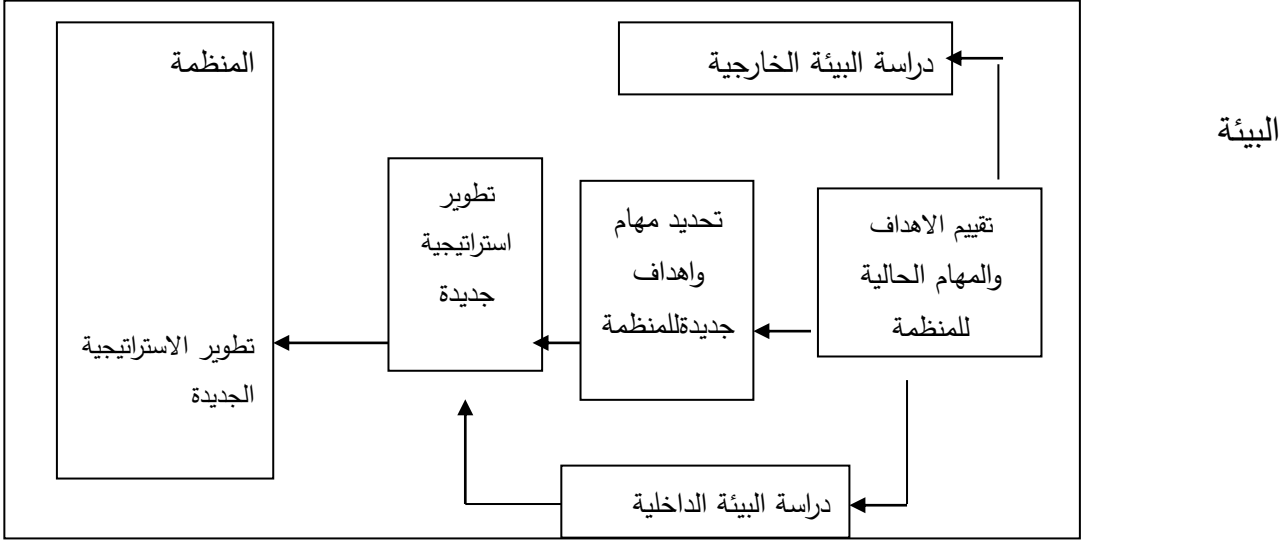 البيئة
دراسة البيئة الخارجية
تقييم الاهداف
والمهام الحالية
للمنظمة
تحديد مهام
واهداف
جديدةللمنظمة
تطوير
استراتيجية
جديدة
المنظمة
تطوير الاستراتيجية
الجديدة
دراسة البيئة الداخلية